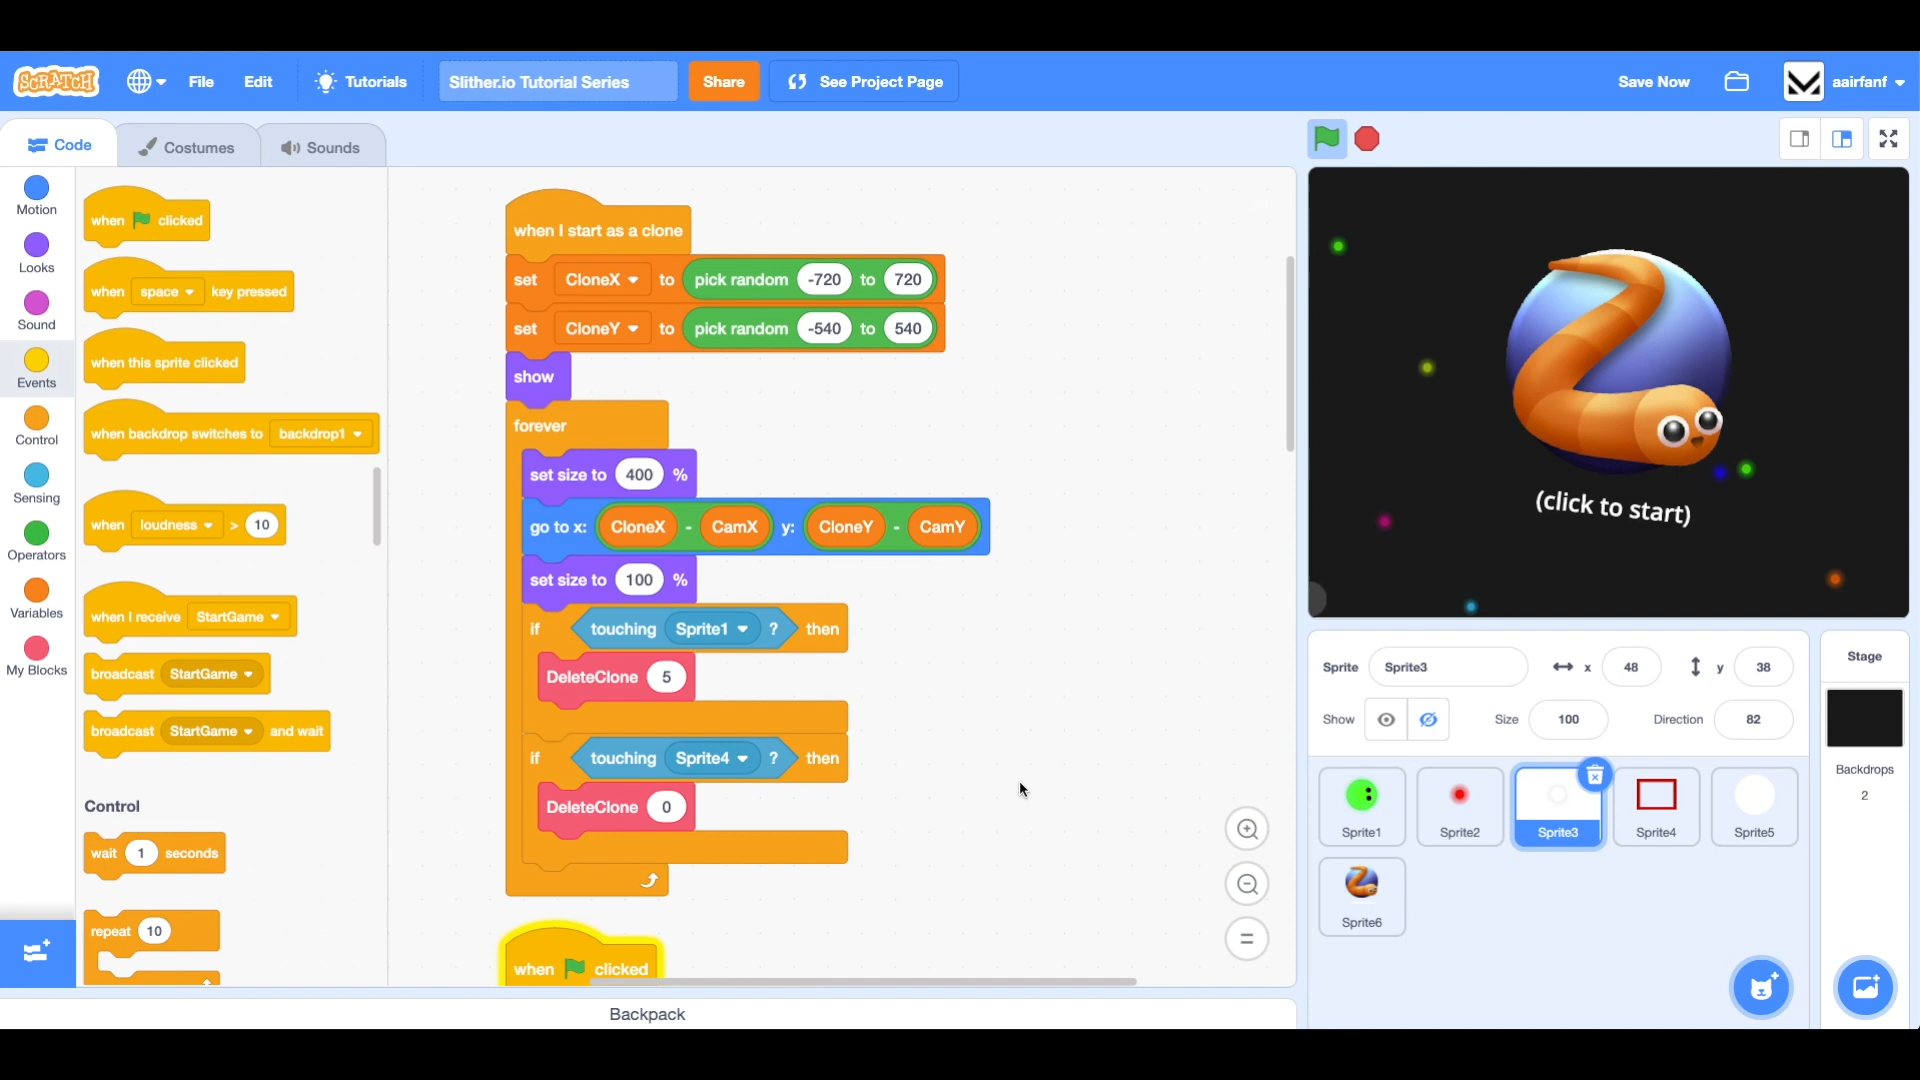 SCRATCH File Edit Tutorials Slither.io Tutorial Series Share See Project Page Save Now aairfanf
Code Costumes Sounds
Motion
Looks
Sound
Events
Control
Sensing
Operators
Variables
My Blocks
when clicked
when space key pressed
when this sprite clicked
when backdrop switches to backdrop1
when loudness > 10
when I receive StartGame
broadcast StartGame
broadcast StartGame and wait
Control
wait 1 seconds
repeat 10
when I start as a clone
set CloneX to pick random -720 to 720
set CloneY to pick random -540 to 540
show
forever
set size to 400 %
go to x: CloneX - CamX y: CloneY - CamY
set size to 100 %
if touching Sprite1 ? then
DeleteClone 5
if touching Sprite4 ? then
DeleteClone 0
when clicked
Backpack
(click to start)
Sprite Sprite3 x 48 y 38
Show Size 100 Direction 82
Sprite1 Sprite2 Sprite3 Sprite4 Sprite5
Sprite6
Stage
Backdrops
2